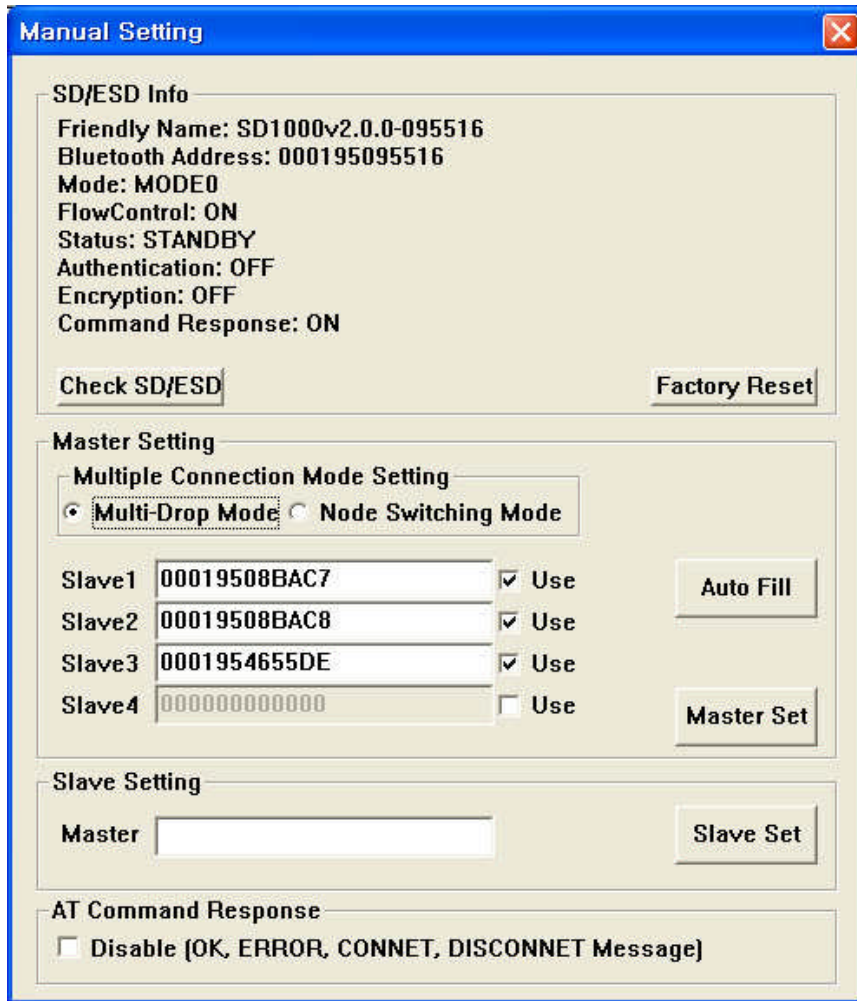 Manual Setting
SD/ESD Info
Friendly Name: SD1000v2.0.0-095516
Bluetooth Address: 000195095516
Mode: MODE0
FlowControl: ON
Status: STANDBY
Authentication: OFF
Encryption: OFF
Command Response: ON
Check SD/ESD Factory Reset
Master Setting
Multiple Connection Mode Setting
Multi-Drop Mode Node Switching Mode
Slave1 00019508BAC7 Use
Auto Fill
Slave2 00019508BAC8 Use
Slave3 0001954655DE Use
Slave4 000000000000 Use
Master Set
Slave Setting
Master Slave Set
AT Command Response
Disable (OK, ERROR, CONNET, DISCONNET Message)